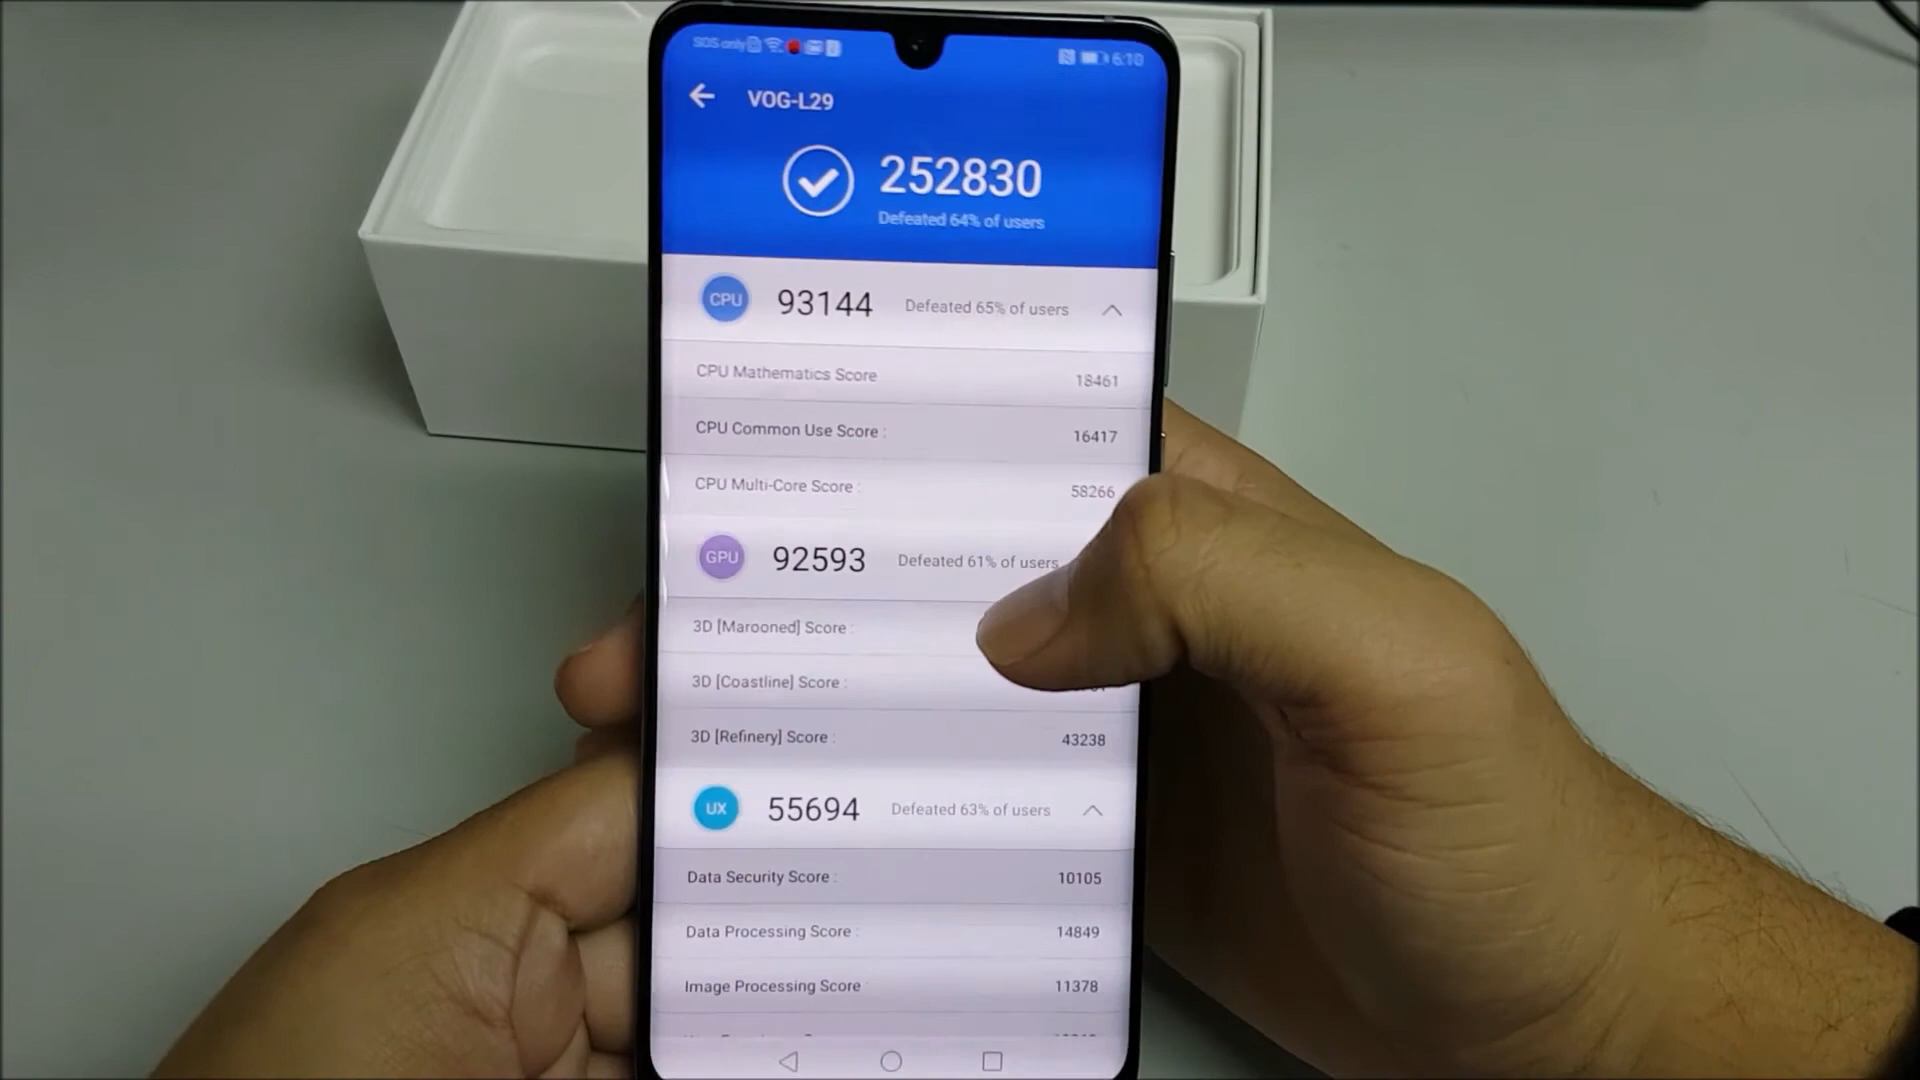 SOS only 6:10
VOG-L29
252830
Defeated 64% of users
CPU 93144 Defeated 65% of users
CPU Mathematics Score 18461
CPU Common Use Score : 16417
CPU Multi-Core Score : 58266
GPU 92593 Defeated 61% of users
3D [Marooned] Score :
3D [Coastline] Score :
3D [Refinery] Score : 43238
UX 55694 Defeated 63% of users
Data Security Score : 10105
Data Processing Score : 14849
Image Processing Score 11378